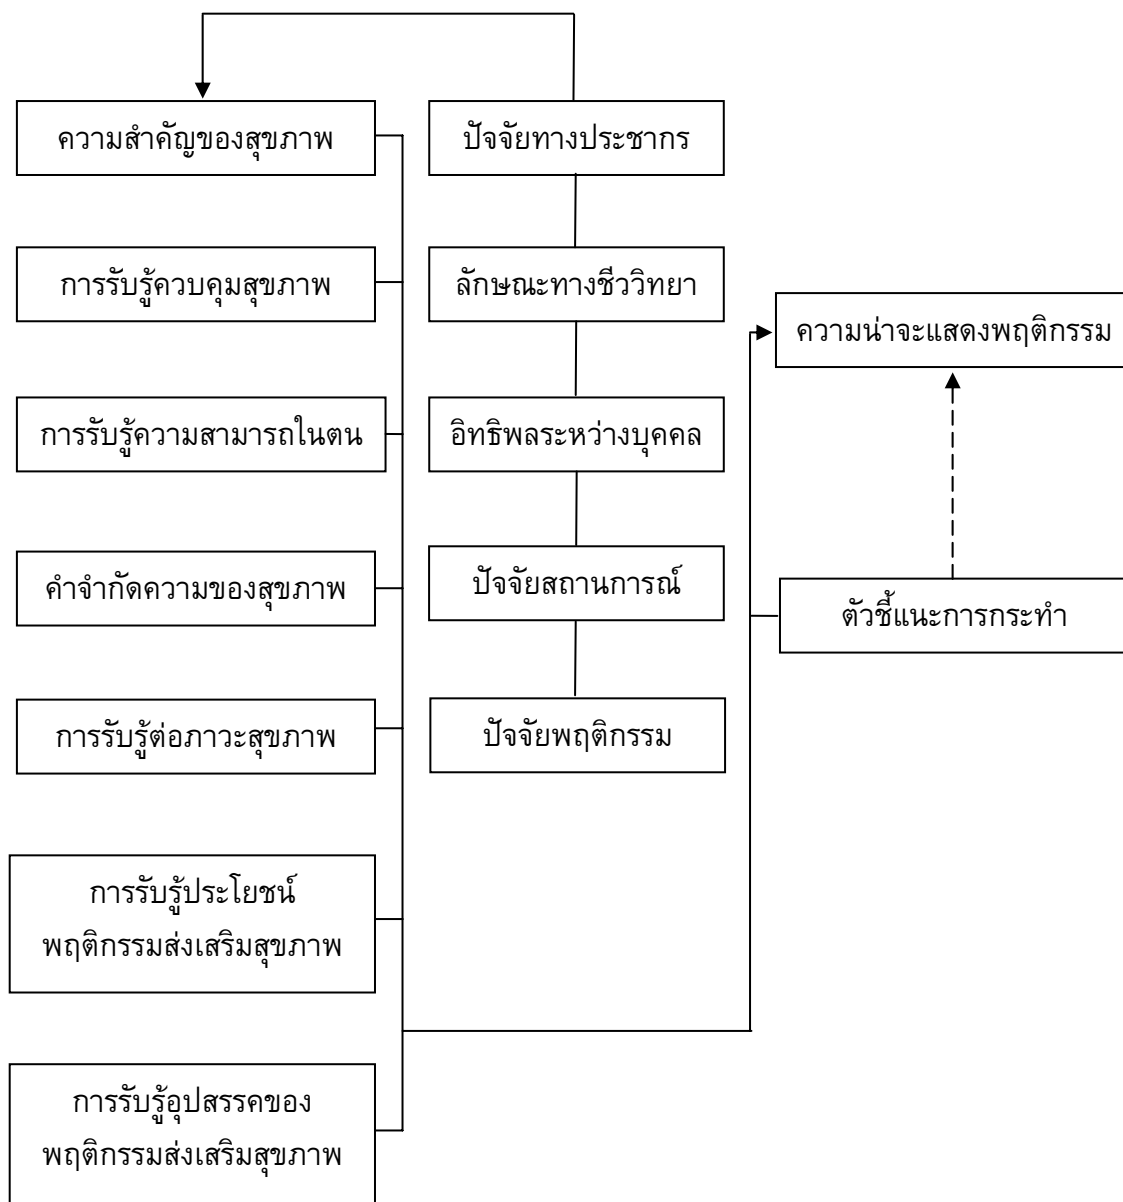 ความสำคัญของสุขภาพ
การรับรู้ควบคุมสุขภาพ
การรับรู้ความสามารถในตน
คำจำกัดความของสุขภาพ
การรับรู้ต่อภาวะสุขภาพ
การรับรู้ประโยชน์
พฤติกรรมส่งเสริมสุขภาพ
การรับรู้อุปสรรคของ
พฤติกรรมส่งเสริมสุขภาพ
ปัจจัยทางประชากร
ลักษณะทางชีววิทยา
อิทธิพลระหว่างบุคคล
ปัจจัยสถานการณ์
ปัจจัยพฤติกรรม
ความน่าจะแสดงพฤติกรรม
ตัวชี้แนะการกระทำ